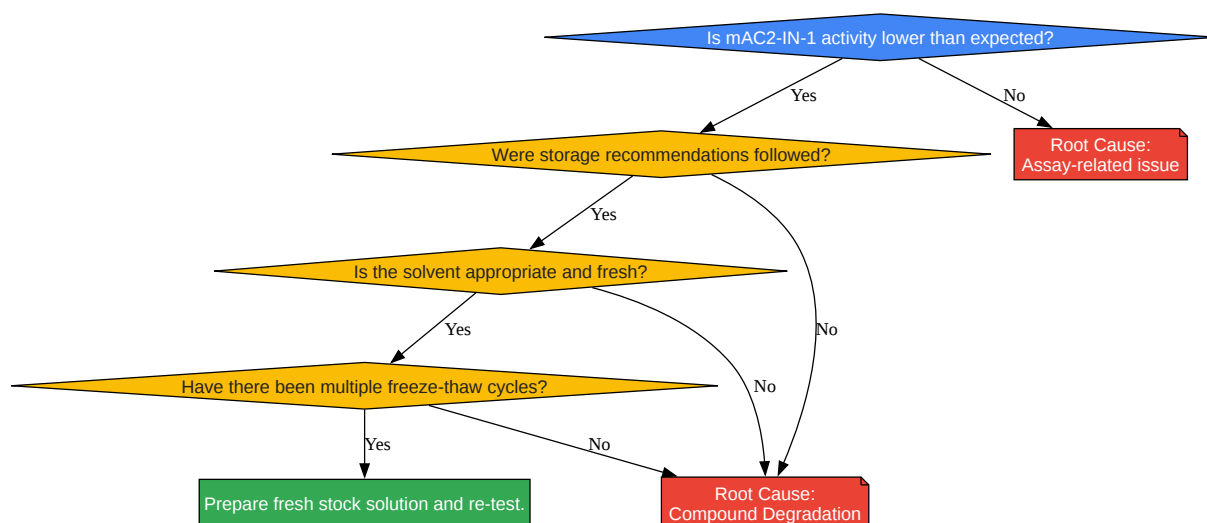 Is mAC2-IN-1 activity lower than expected?
Yes
No
Root Cause:
Assay-related issue
Were storage recommendations followed?
Yes
No
Is the solvent appropriate and fresh?
Yes
No
Have there been multiple freeze-thaw cycles?
Yes
No
Prepare fresh stock solution and re-test.
Root Cause:
Compound Degradation